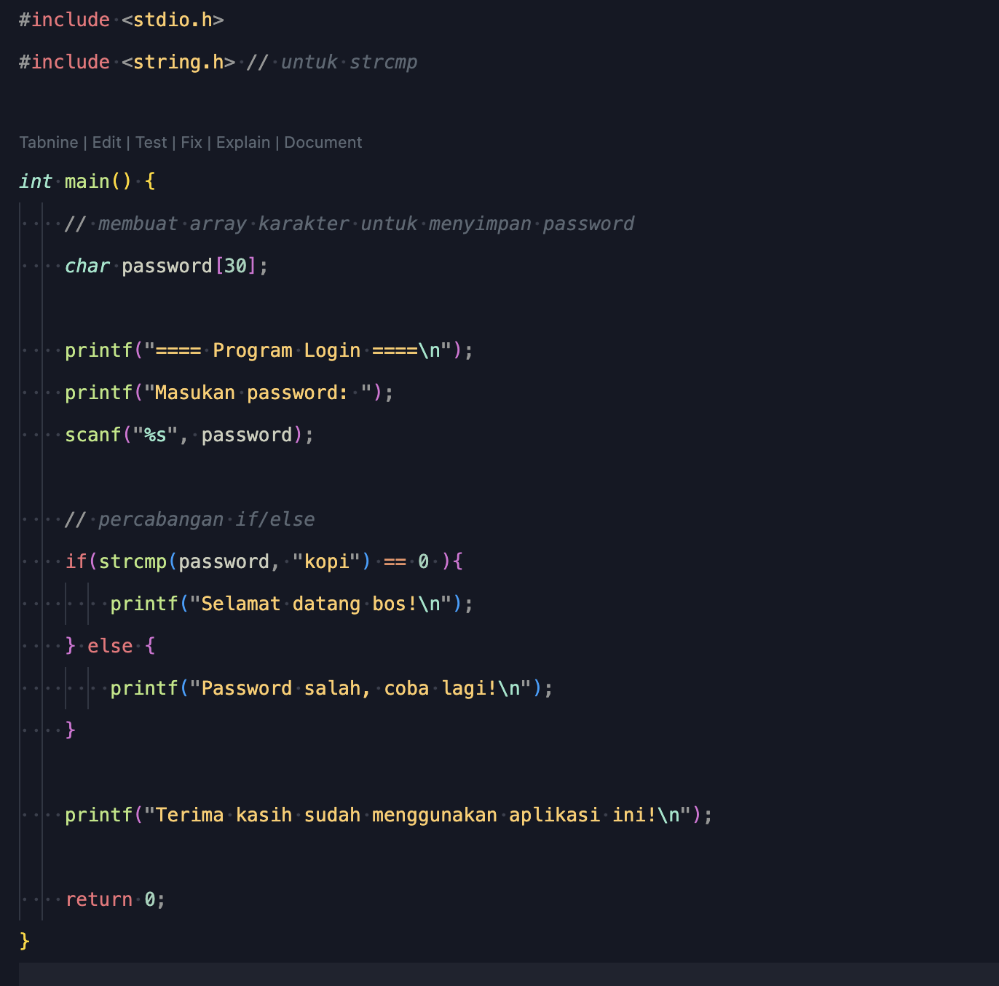 #include <stdio.h>
#include <string.h> // untuk strcmp
Tabnine | Edit | Test | Fix | Explain | Document
int main() {
    // membuat array karakter untuk menyimpan password
    char password[30];
    printf("==== Program Login ====\n");
    printf("Masukan password: ");
    scanf("%s", password);
    // percabangan if/else
    if(strcmp(password, "kopi") == 0 ){
        printf("Selamat datang bos!\n");
    } else {
        printf("Password salah, coba lagi!\n");
    }
    printf("Terima kasih sudah menggunakan aplikasi ini!\n");
    return 0;
}